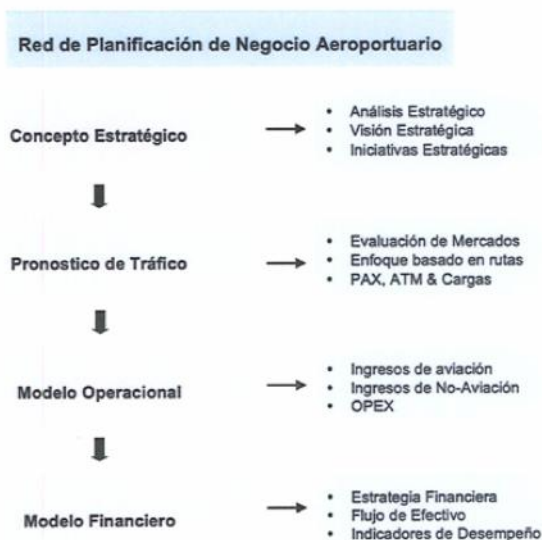 Red de Planificación de Negocio Aeroportuario
Concepto Estratégico
• Análisis Estratégico
• Visión Estratégica
• Iniciativas Estratégicas
Pronostico de Tráfico
• Evaluación de Mercados
• Enfoque basado en rutas
• PAX, ATM & Cargas
Modelo Operacional
• Ingresos de aviación
• Ingresos de No-Aviación
• OPEX
Modelo Financiero
• Estrategia Financiera
• Flujo de Efectivo
• Indicadores de Desempeño